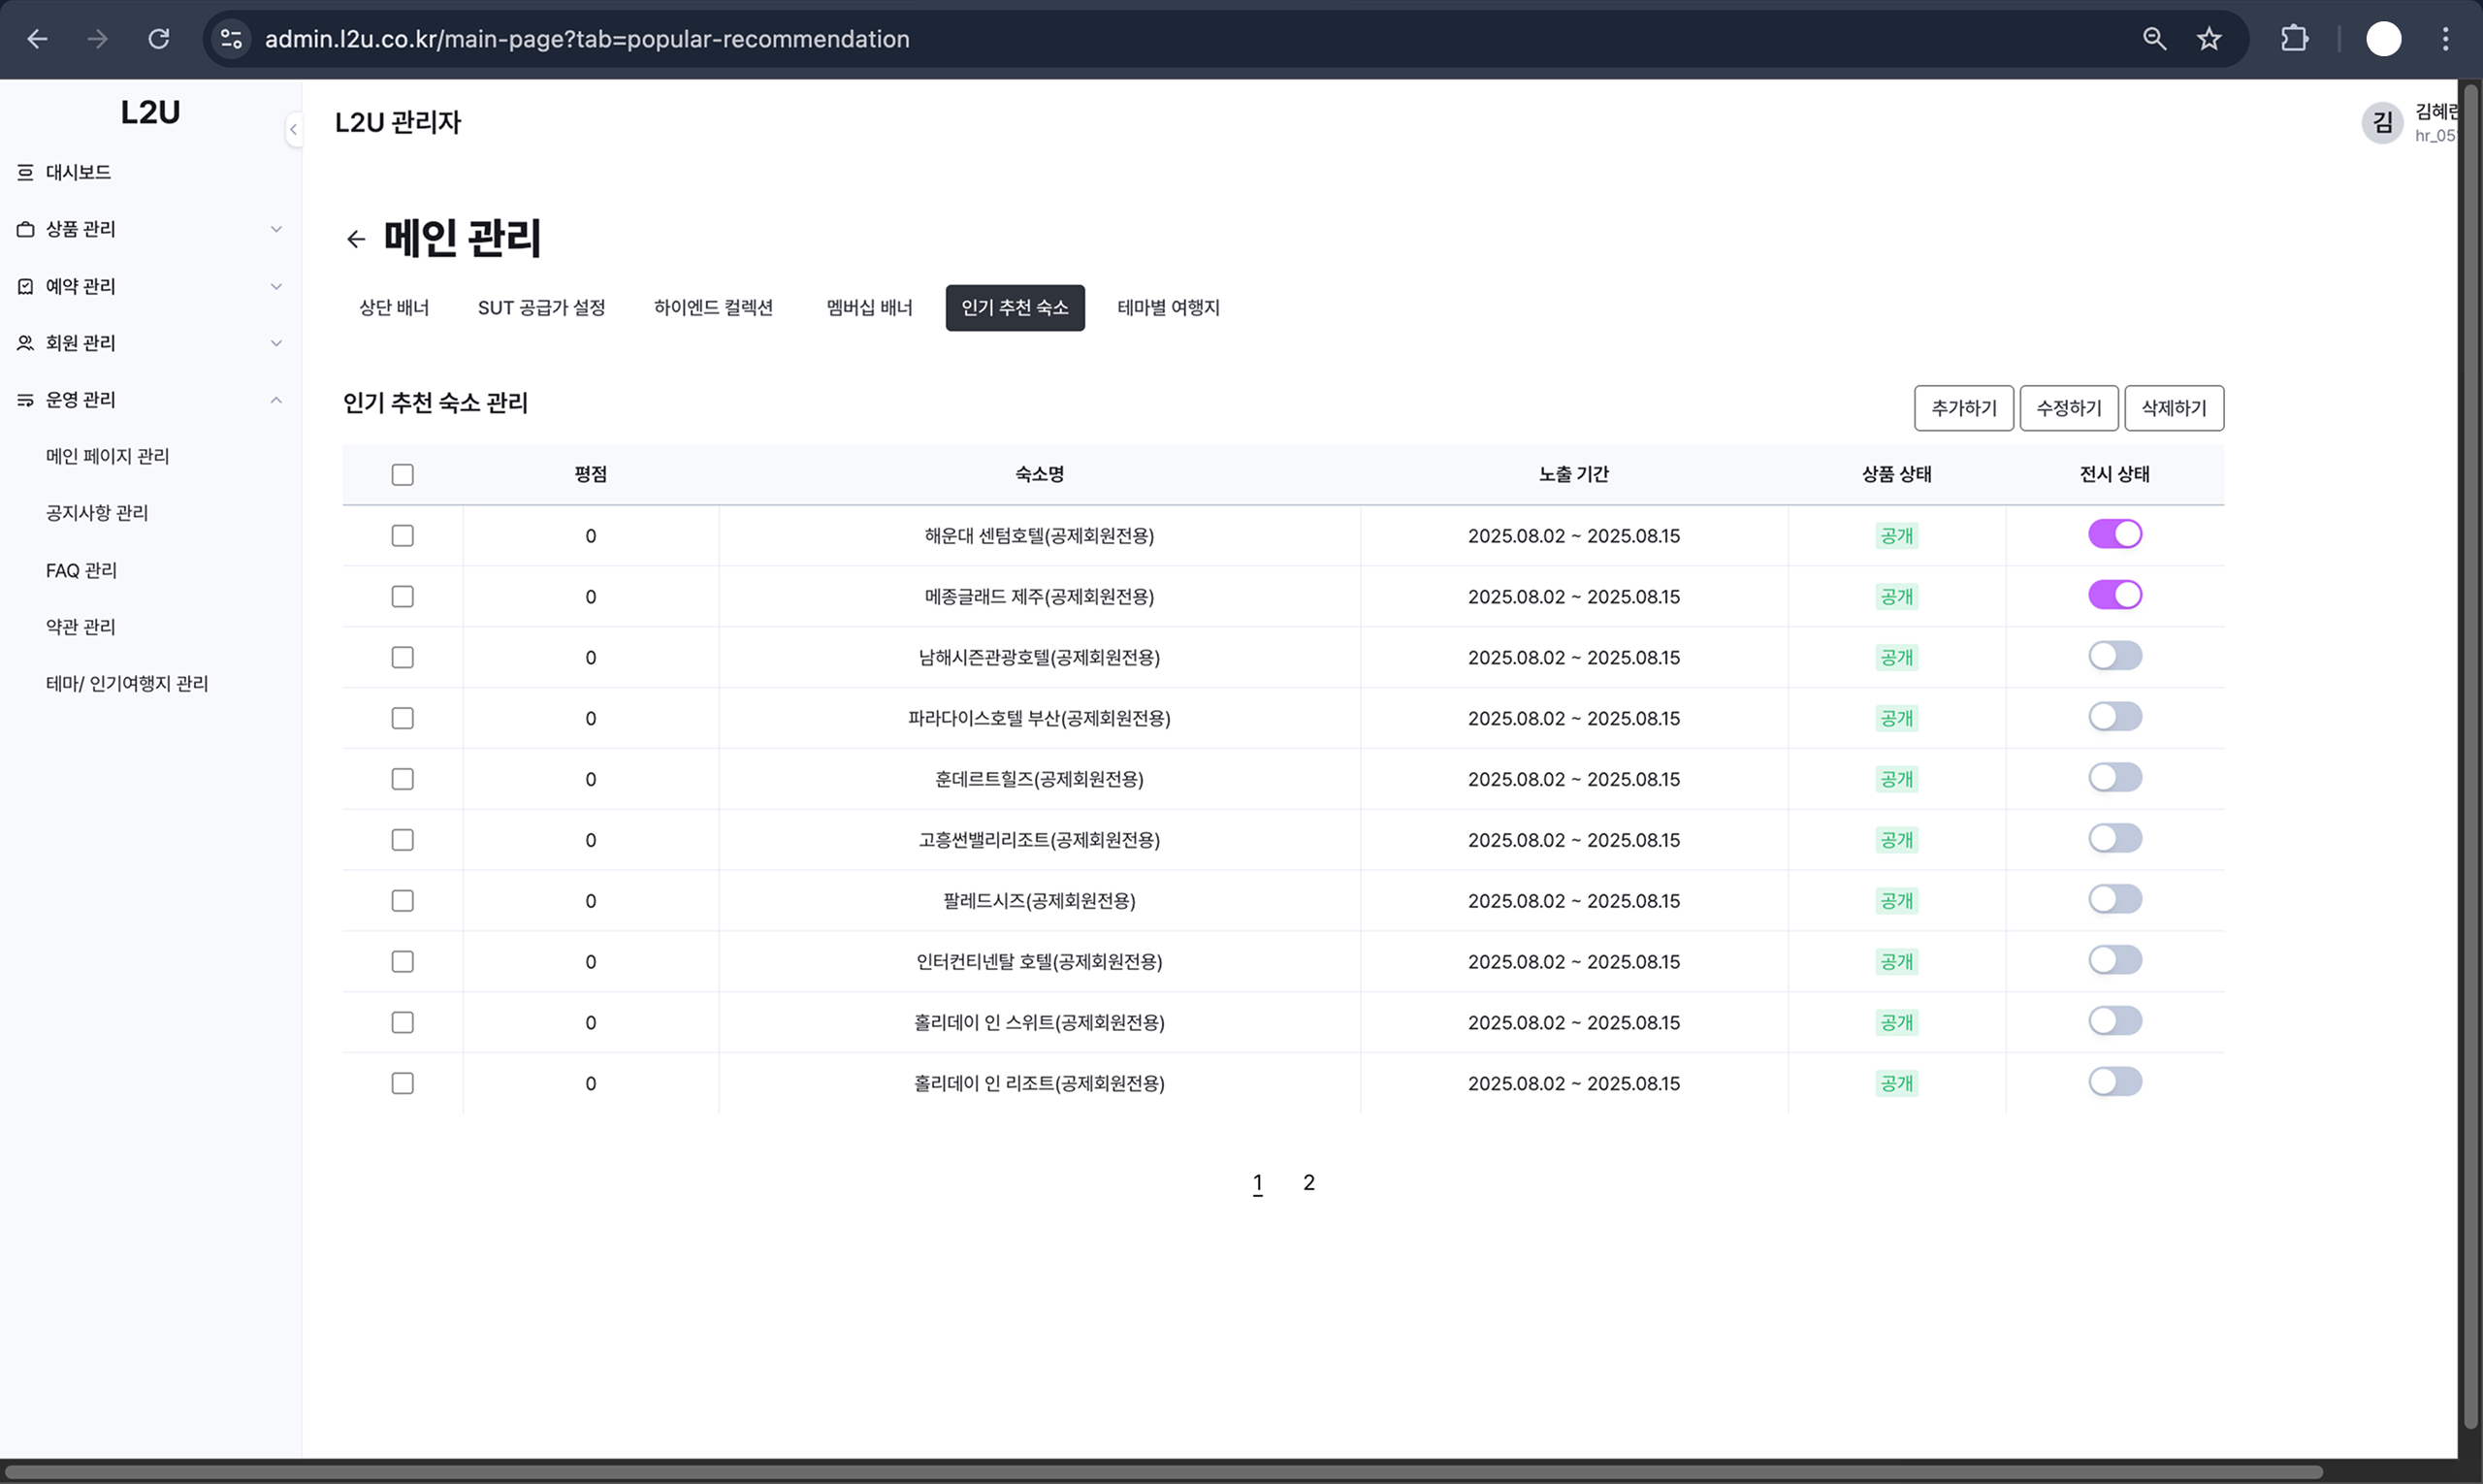 admin.l2u.co.kr/main-page?tab=popular-recommendation
L2U
L2U 관리자
김
김혜란
hr_05
대시보드
상품 관리
예약 관리
회원 관리
운영 관리
메인 페이지 관리
공지사항 관리
FAQ 관리
약관 관리
테마/ 인기여행지 관리
메인 관리
상단 배너 SUT 공급가 설정 하이엔드 컬렉션 멤버십 배너 인기 추천 숙소 테마별 여행지
인기 추천 숙소 관리
추가하기 수정하기 삭제하기
평점 숙소명 노출 기간 상품 상태 전시 상태
0 해운대 센텀호텔(공제회원전용) 2025.08.02 ~ 2025.08.15 공개
0 메종글래드 제주(공제회원전용) 2025.08.02 ~ 2025.08.15 공개
0 남해시즌관광호텔(공제회원전용) 2025.08.02 ~ 2025.08.15 공개
0 파라다이스호텔 부산(공제회원전용) 2025.08.02 ~ 2025.08.15 공개
0 훈데르트힐즈(공제회원전용) 2025.08.02 ~ 2025.08.15 공개
0 고흥썬밸리리조트(공제회원전용) 2025.08.02 ~ 2025.08.15 공개
0 팔레드시즈(공제회원전용) 2025.08.02 ~ 2025.08.15 공개
0 인터컨티넨탈 호텔(공제회원전용) 2025.08.02 ~ 2025.08.15 공개
0 홀리데이 인 스위트(공제회원전용) 2025.08.02 ~ 2025.08.15 공개
0 홀리데이 인 리조트(공제회원전용) 2025.08.02 ~ 2025.08.15 공개
1 2